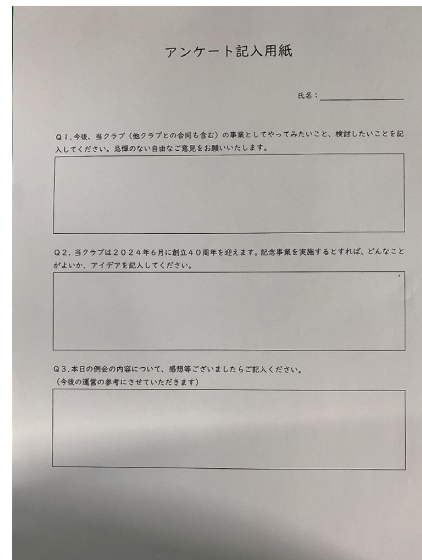 アンケート記入用紙
氏名：
Q1.今後、当クラブ（他クラブとの合同も含む）の事業としてやってみたいこと、検討したいことを記
入してください。忌憚のない自由なご意見をお願いいたします。
Q2．当クラブは２０２４年６月に創立４０周年を迎えます。記念事業を実施するとすれば、どんなこと
がよいか、アイデアを記入してください。
Q3.本日の例会の内容について、感想等ございましたらご記入ください。
（今後の運営の参考にさせていただきます）